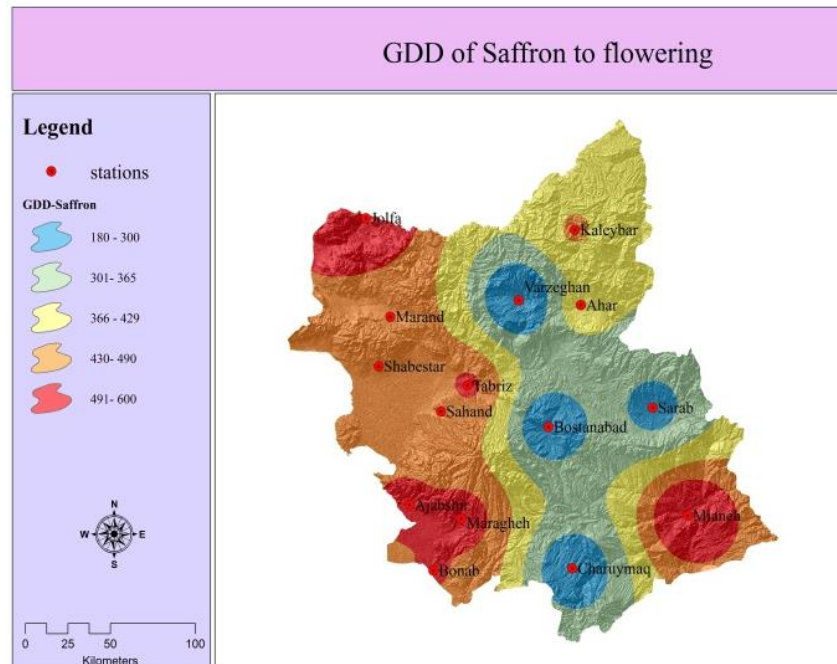 GDD of Saffron to flowering
Legend
stations
GDD-Saffron
180 - 300
301- 365
366 - 429
430- 490
491- 600
N
W E
S
0 25 50 100
Kilometers
Jolfa
Kaleybar
Varzeghan
Ahar
Marand
Shabestar
Tabriz
Sahand
Sarab
Bostanabad
Ajabshir
Maragheh
Mianeh
Bonab
Charuymaq